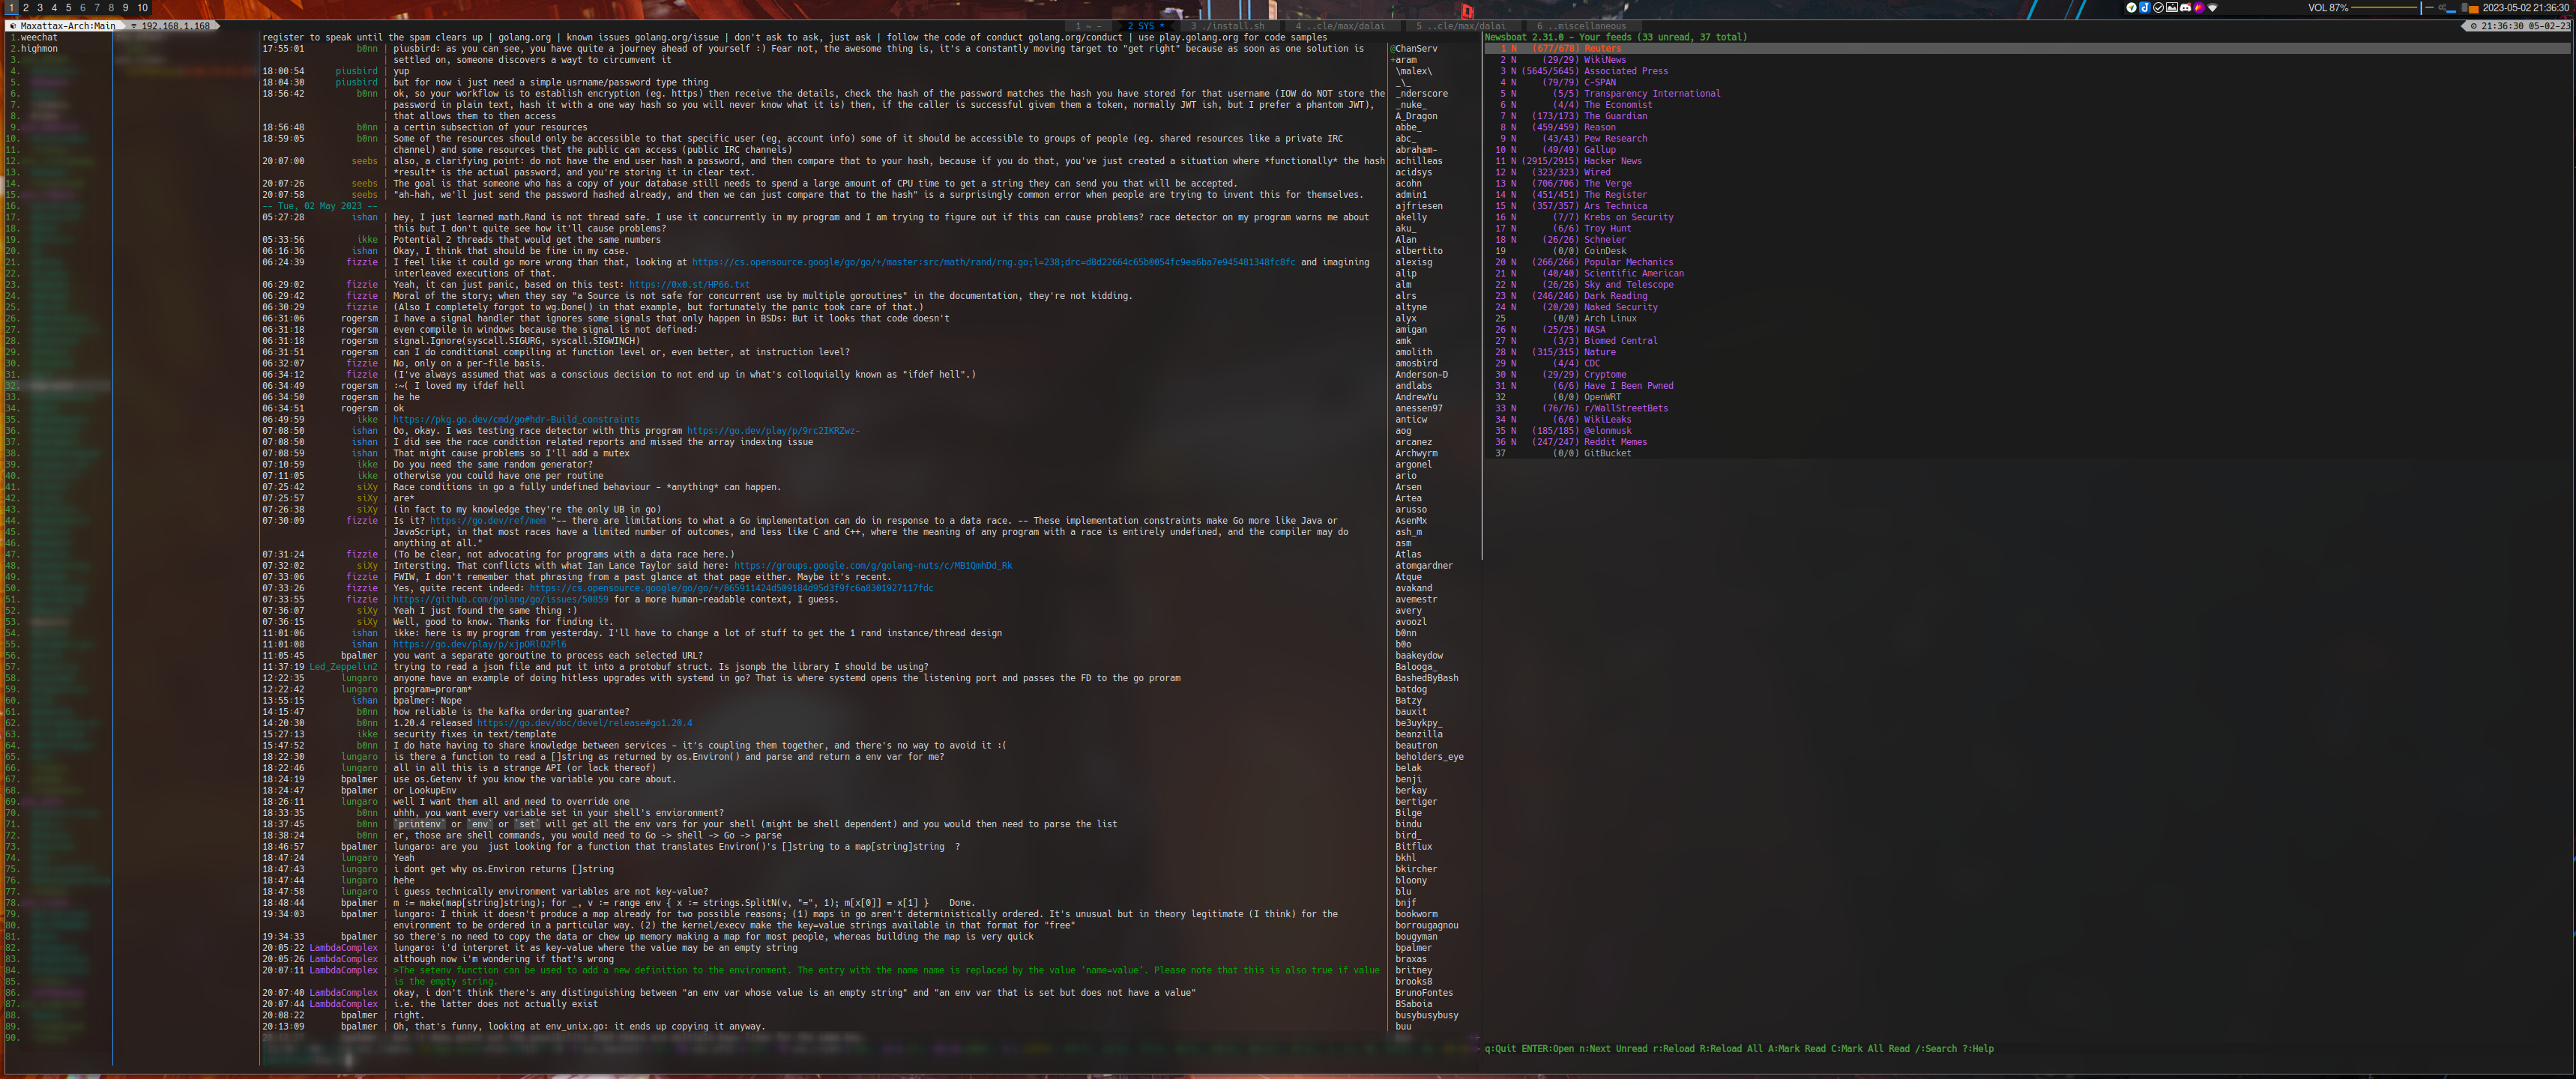 1 2 3 4 5 6 7 8 9 10
VOL 87%
2023-05-02 21:36:30
Maxattax-Arch:Main 192.168.1.168
1 ~ - 2 SYS * 3 ./install.sh 4 ..cle/max/dalai 5 ..cle/max/dalai 6 ..miscellaneous
21:36:30 05-02-23
1.weechat
2.highmon
register to speak until the spam clears up | golang.org | known issues golang.org/issue | don't ask to ask, just ask | follow the code of conduct golang.org/conduct | use play.golang.org for code samples
17:55:01 b0nn | piusbird: as you can see, you have quite a journey ahead of yourself :) Fear not, the awesome thing is, it's a constantly moving target to "get right" because as soon as one solution is
| settled on, someone discovers a wayt to circumvent it
18:00:54 piusbird | yup
18:04:30 piusbird | but for now i just need a simple usrname/password type thing
18:56:42 b0nn | ok, so your workflow is to establish encryption (eg. https) then receive the details, check the hash of the password matches the hash you have stored for that username (IOW do NOT store the
| password in plain text, hash it with a one way hash so you will never know what it is) then, if the caller is successful givem them a token, normally JWT ish, but I prefer a phantom JWT),
| that allows them to then access
18:56:48 b0nn | a certin subsection of your resources
18:59:05 b0nn | Some of the resources should only be accessible to that specific user (eg, account info) some of it should be accessible to groups of people (eg. shared resources like a private IRC
| channel) and some resources that the public can access (public IRC channels)
20:07:00 seebs | also, a clarifying point: do not have the end user hash a password, and then compare that to your hash, because if you do that, you've just created a situation where *functionally* the hash
| *result* is the actual password, and you're storing it in clear text.
20:07:26 seebs | The goal is that someone who has a copy of your database still needs to spend a large amount of CPU time to get a string they can send you that will be accepted.
20:07:58 seebs | "ah-hah, we'll just send the password hashed already, and then we can just compare that to the hash" is a surprisingly common error when people are trying to invent this for themselves.
-- Tue, 02 May 2023 --
05:27:28 ishan | hey, I just learned math.Rand is not thread safe. I use it concurrently in my program and I am trying to figure out if this can cause problems? race detector on my program warns me about
| this but I don't quite see how it'll cause problems?
05:33:56 ikke | Potential 2 threads that would get the same numbers
06:16:36 ishan | Okay, I think that should be fine in my case.
06:24:39 fizzie | I feel like it could go more wrong than that, looking at https://cs.opensource.google/go/go/+/master:src/math/rand/rng.go;l=238;drc=d8d22664c65b0054fc9ea6ba7e945481348fc8fc and imagining
| interleaved executions of that.
06:29:02 fizzie | Yeah, it can just panic, based on this test: https://0x0.st/HP66.txt
06:29:42 fizzie | Moral of the story; when they say "a Source is not safe for concurrent use by multiple goroutines" in the documentation, they're not kidding.
06:30:29 fizzie | (Also I completely forgot to wg.Done() in that example, but fortunately the panic took care of that.)
06:31:06 rogersm | I have a signal handler that ignores some signals that only happen in BSDs: But it looks that code doesn't
06:31:18 rogersm | even compile in windows because the signal is not defined:
06:31:18 rogersm | signal.Ignore(syscall.SIGURG, syscall.SIGWINCH)
06:31:51 rogersm | can I do conditional compiling at function level or, even better, at instruction level?
06:32:07 fizzie | No, only on a per-file basis.
06:34:12 fizzie | (I've always assumed that was a conscious decision to not end up in what's colloquially known as "ifdef hell".)
06:34:49 rogersm | :~( I loved my ifdef hell
06:34:50 rogersm | he he
06:34:51 rogersm | ok
06:49:59 ikke | https://pkg.go.dev/cmd/go#hdr-Build_constraints
07:08:50 ishan | Oo, okay. I was testing race detector with this program https://go.dev/play/p/9rc2IKRZwz-
07:08:50 ishan | I did see the race condition related reports and missed the array indexing issue
07:08:59 ishan | That might cause problems so I'll add a mutex
07:10:59 ikke | Do you need the same random generator?
07:11:05 ikke | otherwise you could have one per routine
07:25:42 siXy | Race conditions in go a fully undefined behaviour - *anything* can happen.
07:25:57 siXy | are*
07:26:38 siXy | (in fact to my knowledge they're the only UB in go)
07:30:09 fizzie | Is it? https://go.dev/ref/mem "-- there are limitations to what a Go implementation can do in response to a data race. -- These implementation constraints make Go more like Java or
| JavaScript, in that most races have a limited number of outcomes, and less like C and C++, where the meaning of any program with a race is entirely undefined, and the compiler may do
| anything at all."
07:31:24 fizzie | (To be clear, not advocating for programs with a data race here.)
07:32:02 siXy | Intersting. That conflicts with what Ian Lance Taylor said here: https://groups.google.com/g/golang-nuts/c/MB1QmhDd_Rk
07:33:06 fizzie | FWIW, I don't remember that phrasing from a past glance at that page either. Maybe it's recent.
07:33:26 fizzie | Yes, quite recent indeed: https://cs.opensource.google/go/go/+/865911424d509184d95d3f9fc6a8301927117fdc
07:33:55 fizzie | https://github.com/golang/go/issues/50859 for a more human-readable context, I guess.
07:36:07 siXy | Yeah I just found the same thing :)
07:36:15 siXy | Well, good to know. Thanks for finding it.
11:01:06 ishan | ikke: here is my program from yesterday. I'll have to change a lot of stuff to get the 1 rand instance/thread design
11:01:08 ishan | https://go.dev/play/p/xjpORlO2Pl6
11:05:45 bpalmer | you want a separate goroutine to process each selected URL?
11:37:19 Led_Zeppelin2 | trying to read a json file and put it into a protobuf struct. Is jsonpb the library I should be using?
12:22:35 lungaro | anyone have an example of doing hitless upgrades with systemd in go? That is where systemd opens the listening port and passes the FD to the go proram
12:22:42 lungaro | program=proram*
13:55:15 ishan | bpalmer: Nope
14:15:47 b0nn | how reliable is the kafka ordering guarantee?
14:20:30 b0nn | 1.20.4 released https://go.dev/doc/devel/release#go1.20.4
15:27:13 ikke | security fixes in text/template
15:47:52 b0nn | I do hate having to share knowledge between services - it's coupling them together, and there's no way to avoid it :(
18:22:30 lungaro | is there a function to read a []string as returned by os.Environ() and parse and return a env var for me?
18:22:46 lungaro | all in all this is a strange API (or lack thereof)
18:24:19 bpalmer | use os.Getenv if you know the variable you care about.
18:24:47 bpalmer | or LookupEnv
18:26:11 lungaro | well I want them all and need to override one
18:33:35 b0nn | uhhh, you want every variable set in your shell's envioronment?
18:37:45 b0nn | `printenv` or `env` or `set` will get all the env vars for your shell (might be shell dependent) and you would then need to parse the list
18:38:24 b0nn | er, those are shell commands, you would need to Go -> shell -> Go -> parse
18:46:57 bpalmer | lungaro: are you  just looking for a function that translates Environ()'s []string to a map[string]string  ?
18:47:24 lungaro | Yeah
18:47:43 lungaro | i dont get why os.Environ returns []string
18:47:44 lungaro | hehe
18:47:58 lungaro | i guess technically environment variables are not key-value?
18:48:44 bpalmer | m := make(map[string]string); for _, v := range env { x := strings.SplitN(v, "=", 1); m[x[0]] = x[1] }    Done.
19:34:03 bpalmer | lungaro: I think it doesn't produce a map already for two possible reasons; (1) maps in go aren't deterministically ordered. It's unusual but in theory legitimate (I think) for the
| environment to be ordered in a particular way. (2) the kernel/execv make the key=value strings available in that format for "free"
19:34:33 bpalmer | so there's no need to copy the data or chew up memory making a map for most people, whereas building the map is very quick
20:05:22 LambdaComplex | lungaro: i'd interpret it as key-value where the value may be an empty string
20:05:26 LambdaComplex | although now i'm wondering if that's wrong
20:07:11 LambdaComplex | >The setenv function can be used to add a new definition to the environment. The entry with the name name is replaced by the value 'name=value'. Please note that this is also true if value
| is the empty string.
20:07:40 LambdaComplex | okay, i don't think there's any distinguishing between "an env var whose value is an empty string" and "an env var that is set but does not have a value"
20:07:44 LambdaComplex | i.e. the latter does not actually exist
20:08:22 bpalmer | right.
20:13:09 bpalmer | Oh, that's funny, looking at env_unix.go: it ends up copying it anyway.
@ChanServ
+aram
\malex\
_\_
_nderscore
_nuke_
A_Dragon
abbe_
abc_
abraham-
achilleas
acidsys
acohn
admin1
ajfriesen
akelly
aku_
Alan
albertito
alexisg
alip
alm
alrs
altyne
alyx
amigan
amk
amolith
amosbird
Anderson-D
andlabs
AndrewYu
anessen97
anticw
aog
arcanez
Archwyrm
argonel
ario
Arsen
Artea
arusso
AsenMx
ash_m
asm
Atlas
atomgardner
Atque
avakand
avemestr
avery
avoozl
b0nn
b0o
baakeydow
Balooga_
BashedByBash
batdog
Batzy
bauxit
be3uykpy_
beanzilla
beautron
beholders_eye
belak
benji
berkay
bertiger
Bilge
bindu
bird_
Bitflux
bkhl
bkircher
bloony
blu
bnjf
bookworm
borrougagnou
bougyman
bpalmer
braxas
britney
brooks8
BrunoFontes
BSaboia
busybusybusy
buu
Newsboat 2.31.0 - Your feeds (33 unread, 37 total)
1 N (677/678) Reuters
2 N (29/29) WikiNews
3 N (5645/5645) Associated Press
4 N (79/79) C-SPAN
5 N (5/5) Transparency International
6 N (4/4) The Economist
7 N (173/173) The Guardian
8 N (459/459) Reason
9 N (43/43) Pew Research
10 N (49/49) Gallup
11 N (2915/2915) Hacker News
12 N (323/323) Wired
13 N (706/706) The Verge
14 N (451/451) The Register
15 N (357/357) Ars Technica
16 N (7/7) Krebs on Security
17 N (6/6) Troy Hunt
18 N (26/26) Schneier
19 (0/0) CoinDesk
20 N (266/266) Popular Mechanics
21 N (40/40) Scientific American
22 N (26/26) Sky and Telescope
23 N (246/246) Dark Reading
24 N (20/20) Naked Security
25 (0/0) Arch Linux
26 N (25/25) NASA
27 N (3/3) Biomed Central
28 N (315/315) Nature
29 N (4/4) CDC
30 N (29/29) Cryptome
31 N (6/6) Have I Been Pwned
32 (0/0) OpenWRT
33 N (76/76) r/WallStreetBets
34 N (6/6) WikiLeaks
35 N (185/185) @elonmusk
36 N (247/247) Reddit Memes
37 (0/0) GitBucket
q:Quit ENTER:Open n:Next Unread r:Reload R:Reload All A:Mark Read C:Mark All Read /:Search ?:Help